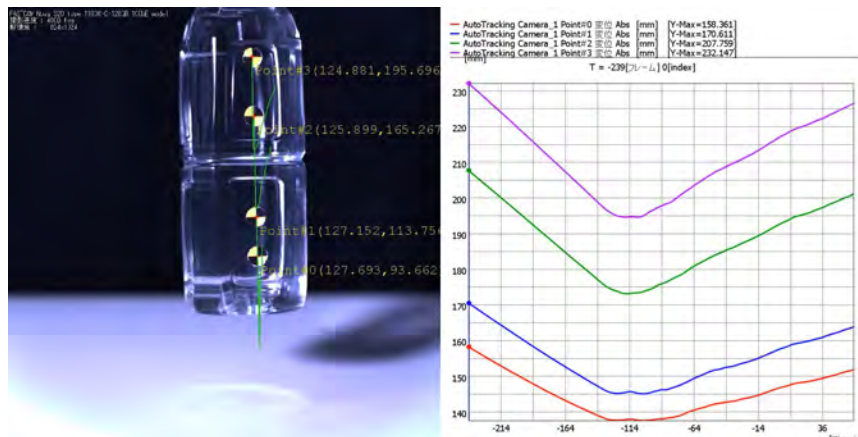 Point#3(124.881,195.696
Point#2(125.899,165.267
Point#1(127.152,113.754
Point#0(127.693,93.662)
AutoTracking Camera_1 Point#0 変位 Abs [mm] [Y-Max=158.361]
AutoTracking Camera_1 Point#1 変位 Abs [mm] [Y-Max=170.611]
AutoTracking Camera_1 Point#2 変位 Abs [mm] [Y-Max=207.759]
AutoTracking Camera_1 Point#3 変位 Abs [mm] [Y-Max=232.147]
[mm]
T = -239[フレーム] 0[index]
230
220
210
200
190
180
170
160
150
140
-214 -164 -114 -64 -14 36